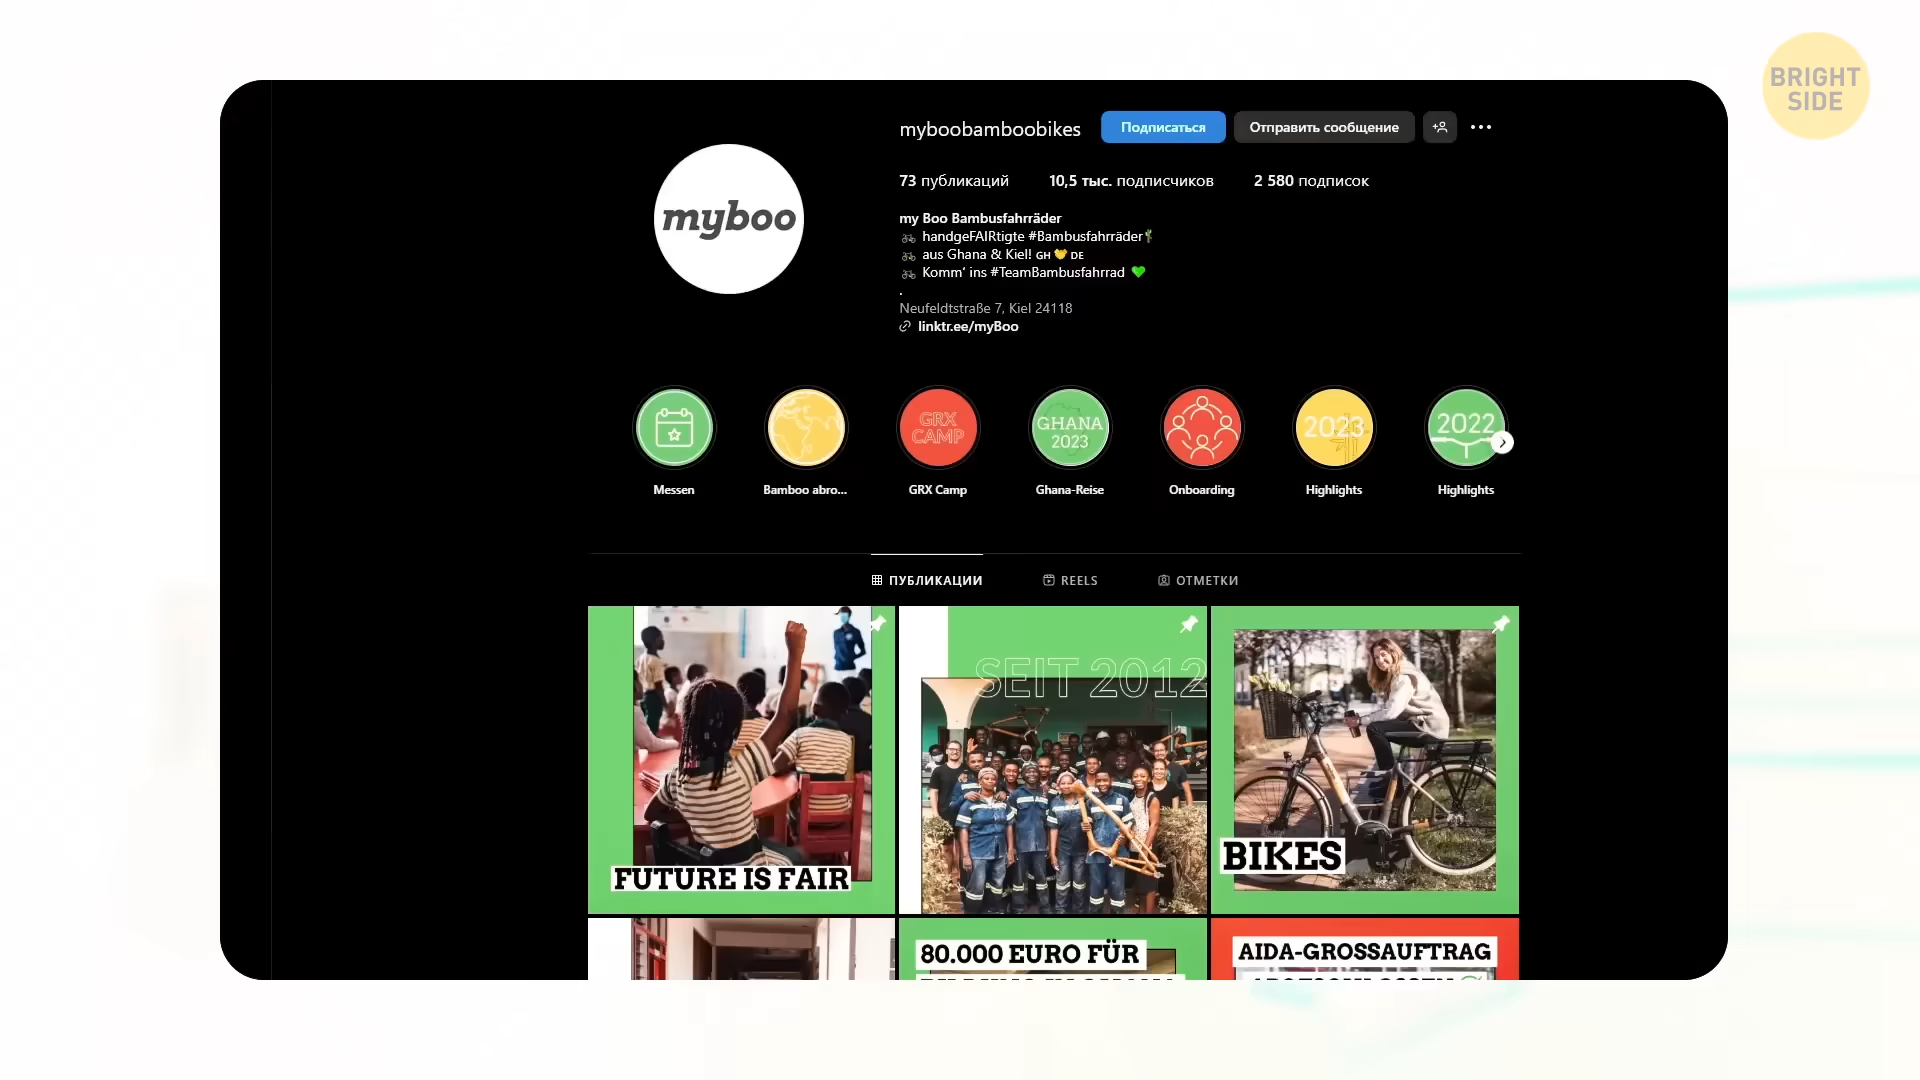 BRIGHT
SIDE
myboobamboobikes
Подписаться
Отправить сообщение
myboo
73 публикаций
10,5 тыс. подписчиков
2 580 подписок
my Boo Bambusfahrräder
handgeFAIRtigte #Bambusfahrräder
aus Ghana & Kiel! GH DE
Komm’ ins #TeamBambusfahrrad
.
Neufeldtstraße 7, Kiel 24118
linktr.ee/myBoo
GRX
CAMP
GHANA
2023
2023
2022
Messen
Bamboo abro...
GRX Camp
Ghana-Reise
Onboarding
Highlights
Highlights
ПУБЛИКАЦИИ
REELS
ОТМЕТКИ
SEIT 2012
FUTURE IS FAIR
BIKES
80.000 EURO FÜR
AIDA-GROSSAUFTRAG